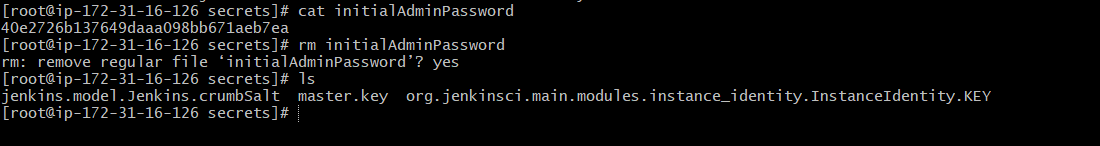 [root@ip-172-31-16-126 secrets]# cat initialAdminPassword
40e2726b137649daaa098bb671aeb7ea
[root@ip-172-31-16-126 secrets]# rm initialAdminPassword
rm: remove regular file ‘initialAdminPassword’? yes
[root@ip-172-31-16-126 secrets]# ls
jenkins.model.Jenkins.crumbSalt  master.key  org.jenkinsci.main.modules.instance_identity.InstanceIdentity.KEY
[root@ip-172-31-16-126 secrets]#